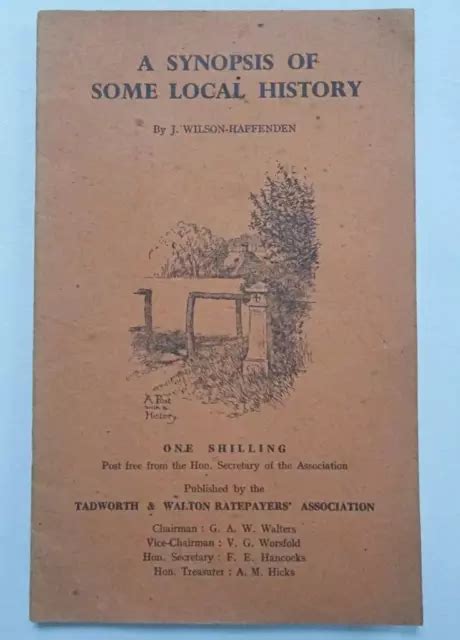 A SYNOPSIS OF
SOME LOCAL HISTORY
By J. WILSON-HAFFENDEN
A Post
with a
History
ONE SHILLING
Post free from the Hon. Secretary of the Association
Published by the
TADWORTH & WALTON RATEPAYERS' ASSOCIATION
Chairman : G. A. W. Walters
Vice-Chairman : V. G. Worsfold
Hon. Secretary : F. E. Hancocks
Hon. Treasurer : A. M. Hicks